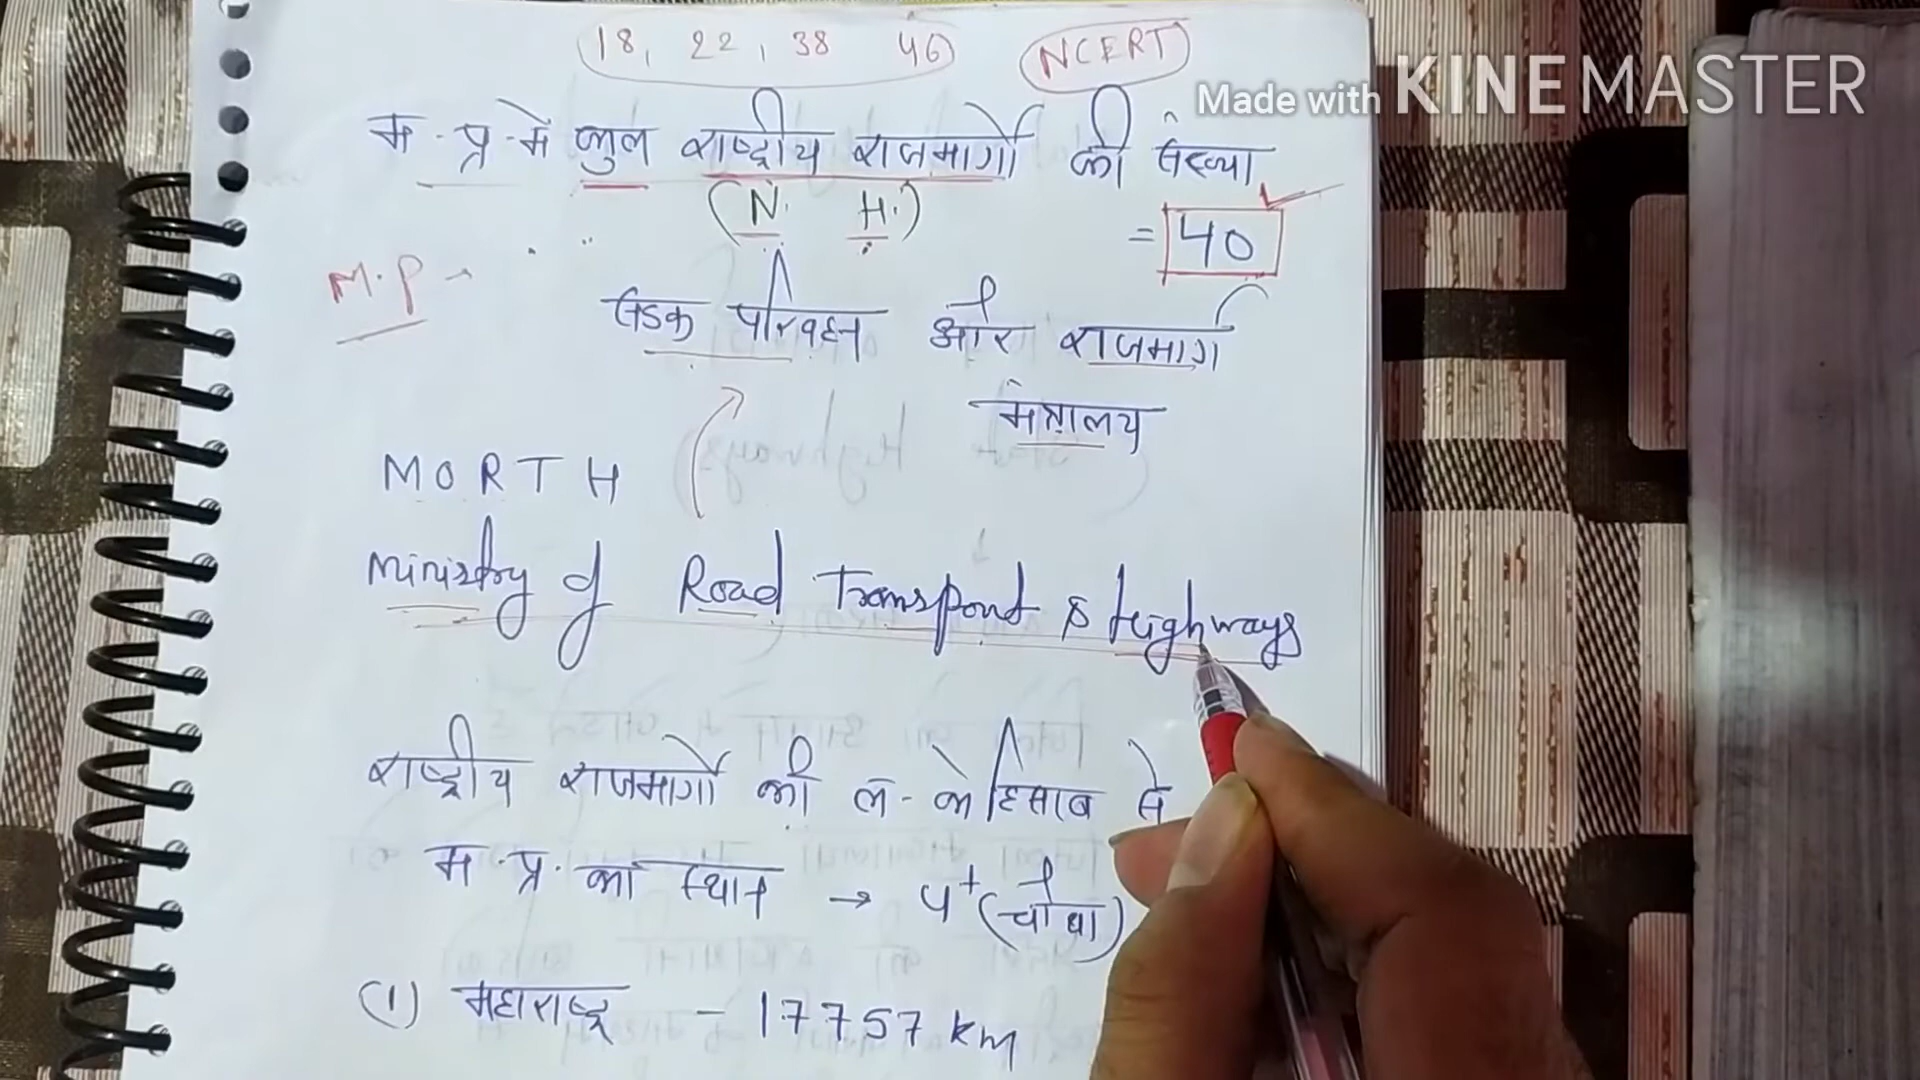 18, 22, 38 46 NCERT
Made with KINEMASTER
म.प्र. में कुल राष्ट्रीय राजमार्गो की संख्या
(N. H.)
= 40
M.P →
सडक परिवहन और राजमार्ग
मंत्रालय
MORTH
Ministry of Road Transport & Highways
राष्ट्रीय राजमार्गो की ल. के हिसाब से
म.प्र. का स्थान → 4th (चौथा)
(1) महाराष्ट्र - 17757 km